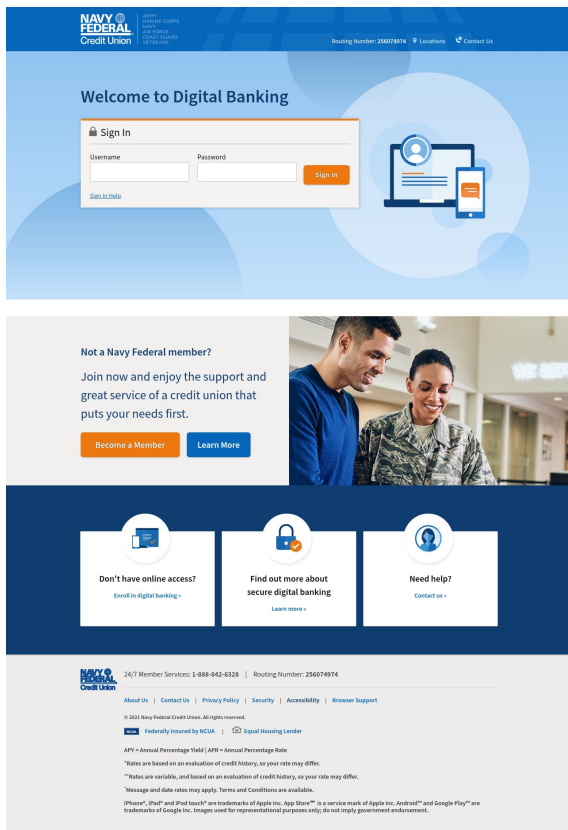 NAVY
FEDERAL
Credit Union
ARMY
MARINE CORPS
NAVY
AIR FORCE
COAST GUARD
VETERANS
Routing Number: 256074974 Locations Contact Us
Welcome to Digital Banking
Sign In
Username Password
Sign In
Sign In Help
Not a Navy Federal member?
Join now and enjoy the support and
great service of a credit union that
puts your needs first.
Become a Member Learn More
Don't have online access?
Enroll in digital banking »
Find out more about
secure digital banking
Learn more »
Need help?
Contact us »
NAVY
FEDERAL
Credit Union
24/7 Member Services: 1-888-842-6328 | Routing Number: 256074974
About Us | Contact Us | Privacy Policy | Security | Accessibility | Browser Support
© 2021 Navy Federal Credit Union. All rights reserved.
NCUA Federally Insured by NCUA | Equal Housing Lender
APY = Annual Percentage Yield | APR = Annual Percentage Rate
*Rates are based on an evaluation of credit history, so your rate may differ.
**Rates are variable, and based on an evaluation of credit history, so your rate may differ.
†Message and date rates may apply. Terms and Conditions are available.
iPhone®, iPad® and iPod touch® are trademarks of Apple Inc. App Store℠ is a service mark of Apple Inc. Android™ and Google Play™ are
trademarks of Google Inc. Images used for representational purposes only; do not imply government endorsement.